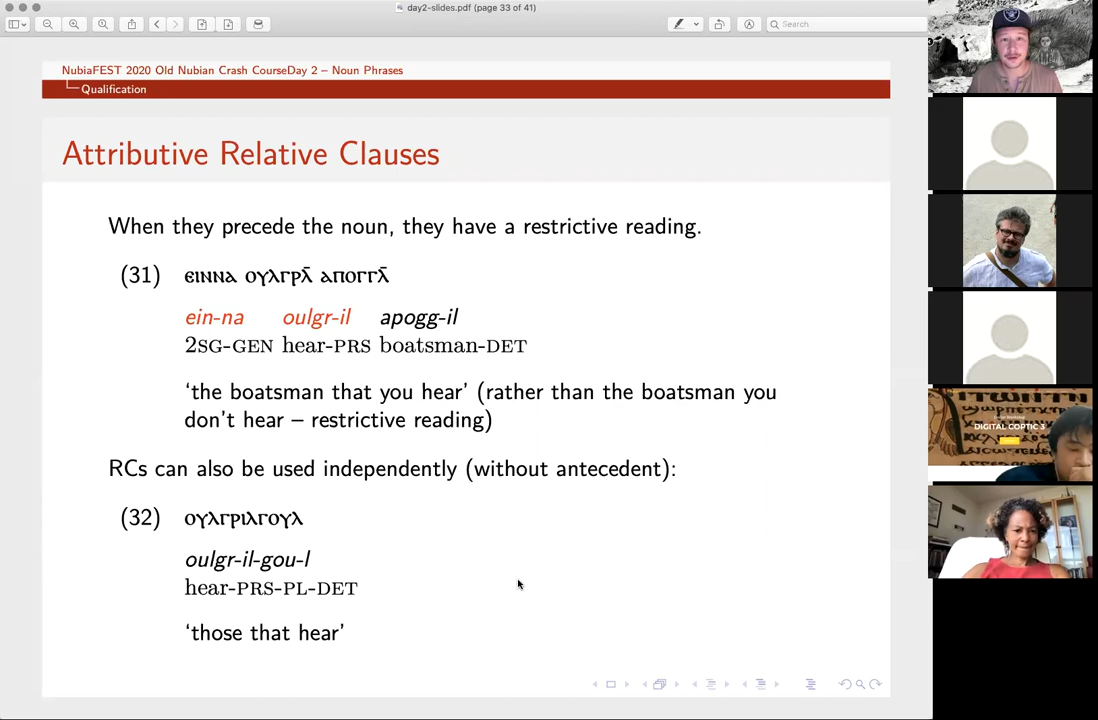 day2-slides.pdf (page 33 of 41)
Search
NubiaFEST 2020 Old Nubian Crash CourseDay 2 – Noun Phrases
Qualification
Attributive Relative Clauses
When they precede the noun, they have a restrictive reading.
(31) ⲉⲓⲛⲛⲁ ⲟⲩⲗⲅⲣⲗ̄ ⲁⲡⲟⲅⲅⲗ̄
ein-na oulgr-il apogg-il
2SG-GEN hear-PRS boatsman-DET
‘the boatsman that you hear’ (rather than the boatsman you
don’t hear – restrictive reading)
RCs can also be used independently (without antecedent):
(32) ⲟⲩⲗⲅⲣⲓⲗⲅⲟⲩⲗ
oulgr-il-gou-l
hear-PRS-PL-DET
‘those that hear’
DIGITAL COPTIC 3